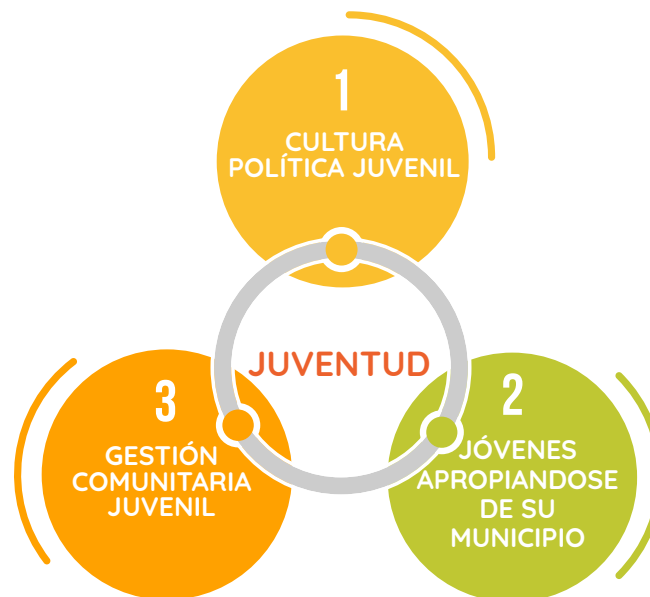 1
CULTURA
POLÍTICA JUVENIL
JUVENTUD
2
JÓVENES
APROPIANDOSE
DE SU
MUNICIPIO
3
GESTIÓN
COMUNITARIA
JUVENIL